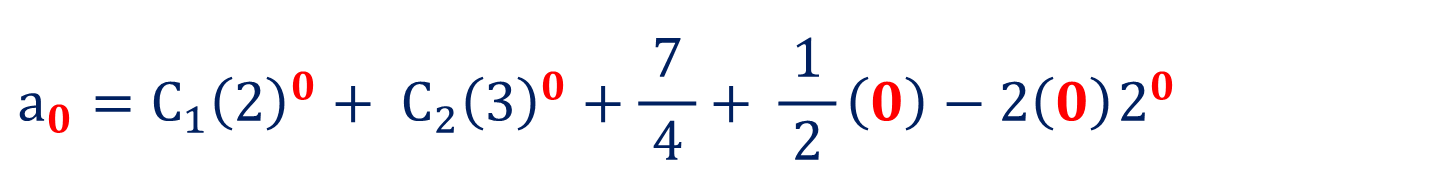 a₀ = C₁(2)⁰ + C₂(3)⁰ + 7/4 + 1/2 (0) − 2(0)2⁰